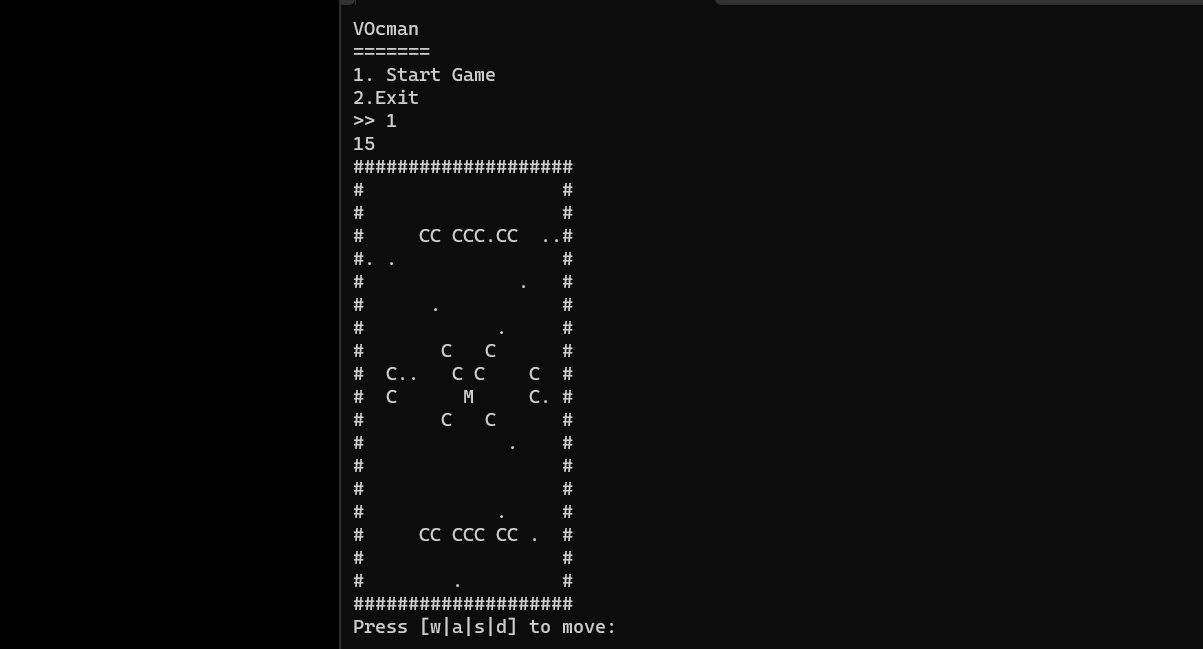 VOcman
=======
1. Start Game
2.Exit
>> 1
15
####################
#                  #
#                  #
#     CC CCC.CC  ..#
#. .               #
#              .   #
#      .           #
#            .     #
#       C   C      #
#  C..   C C    C  #
#  C      M     C. #
#       C   C      #
#             .    #
#                  #
#                  #
#            .     #
#     CC CCC CC .  #
#                  #
#        .         #
####################
Press [w|a|s|d] to move: